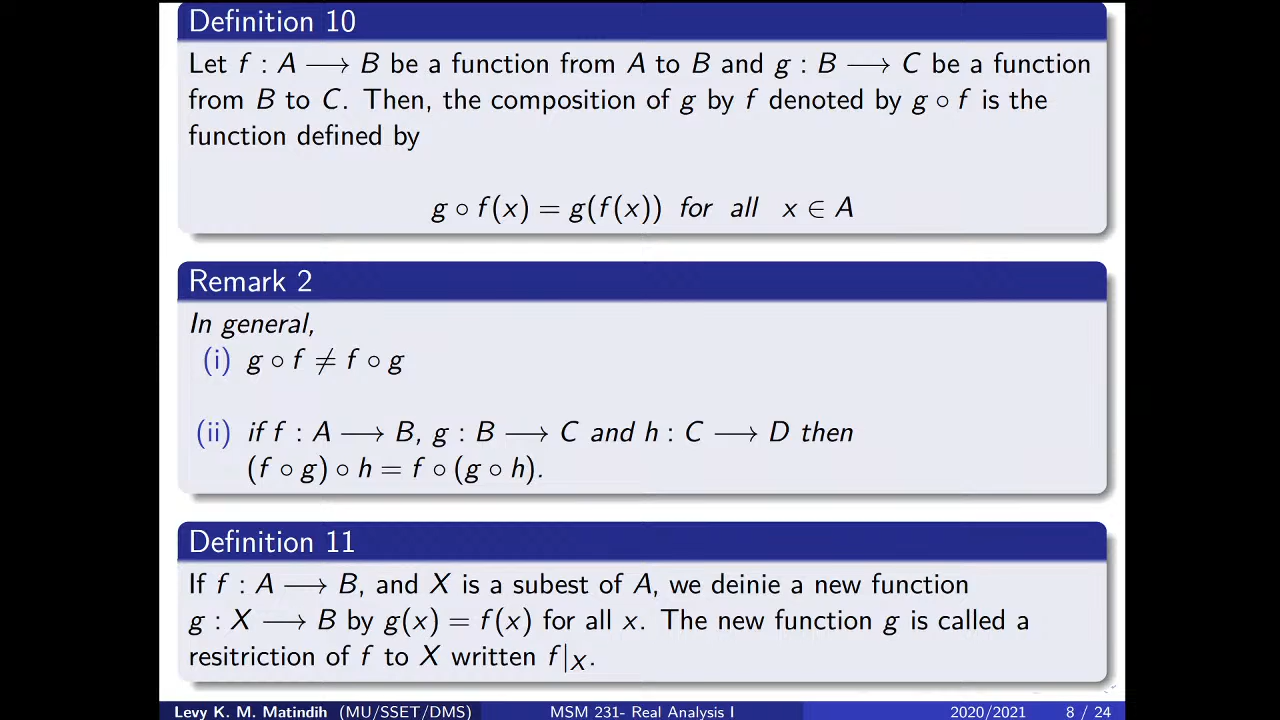 Definition 10
Let f : A ⟶ B be a function from A to B and g : B ⟶ C be a function
from B to C. Then, the composition of g by f denoted by g ∘ f is the
function defined by
g ∘ f(x) = g(f(x)) for all x ∈ A
Remark 2
In general,
(i) g ∘ f ≠ f ∘ g
(ii) if f : A ⟶ B, g : B ⟶ C and h : C ⟶ D then
(f ∘ g) ∘ h = f ∘ (g ∘ h).
Definition 11
If f : A ⟶ B, and X is a subest of A, we deinie a new function
g : X ⟶ B by g(x) = f(x) for all x. The new function g is called a
resitriction of f to X written f|_X.
Levy K. M. Matindih (MU/SSET/DMS) MSM 231- Real Analysis I 2020/2021 8 / 24